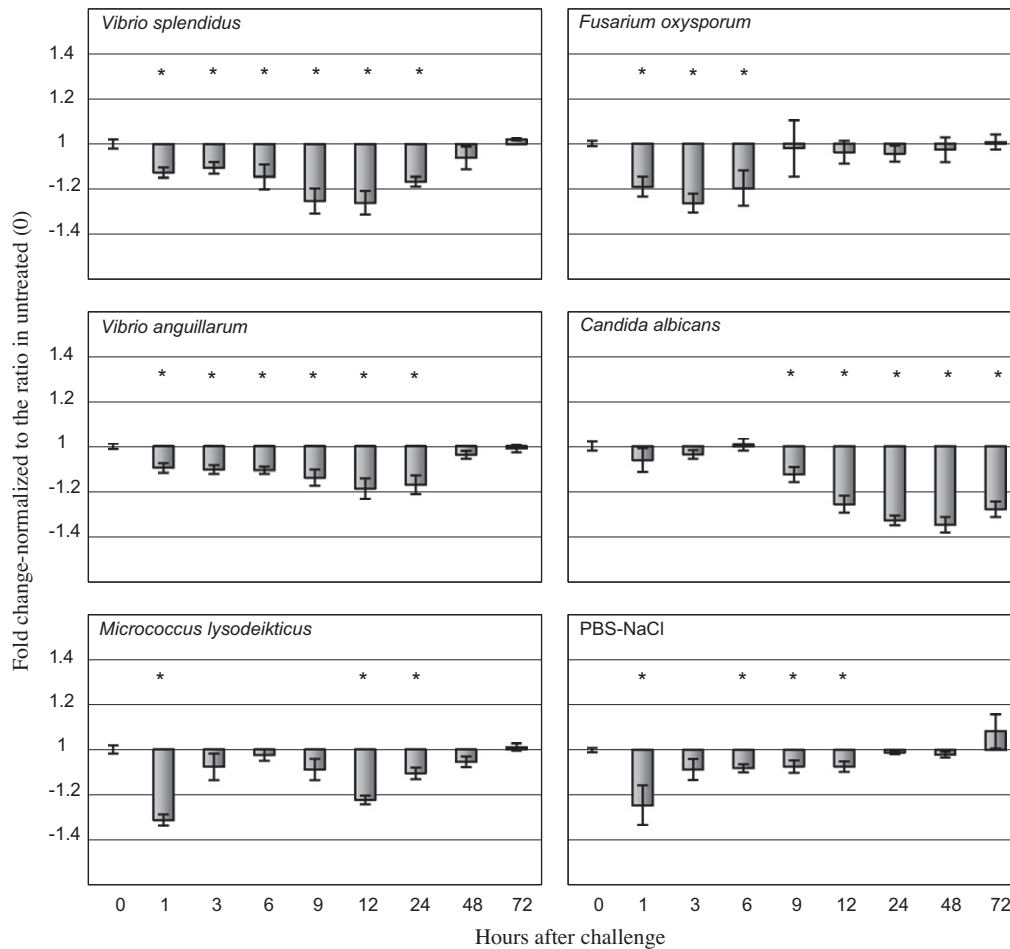 Fold change-normalized to the ratio in untreated (0)
Vibrio splendidus
1.4
1.2
1
-1.2
-1.4
* * * * * *
Fusarium oxysporum
* * *
Vibrio anguillarum
1.4
1.2
1
-1.2
-1.4
* * * * * *
Candida albicans
* * * * *
Micrococcus lysodeikticus
1.4
1.2
1
-1.2
-1.4
* * *
PBS-NaCl
* * * *
0 1 3 6 9 12 24 48 72
0 1 3 6 9 12 24 48 72
Hours after challenge